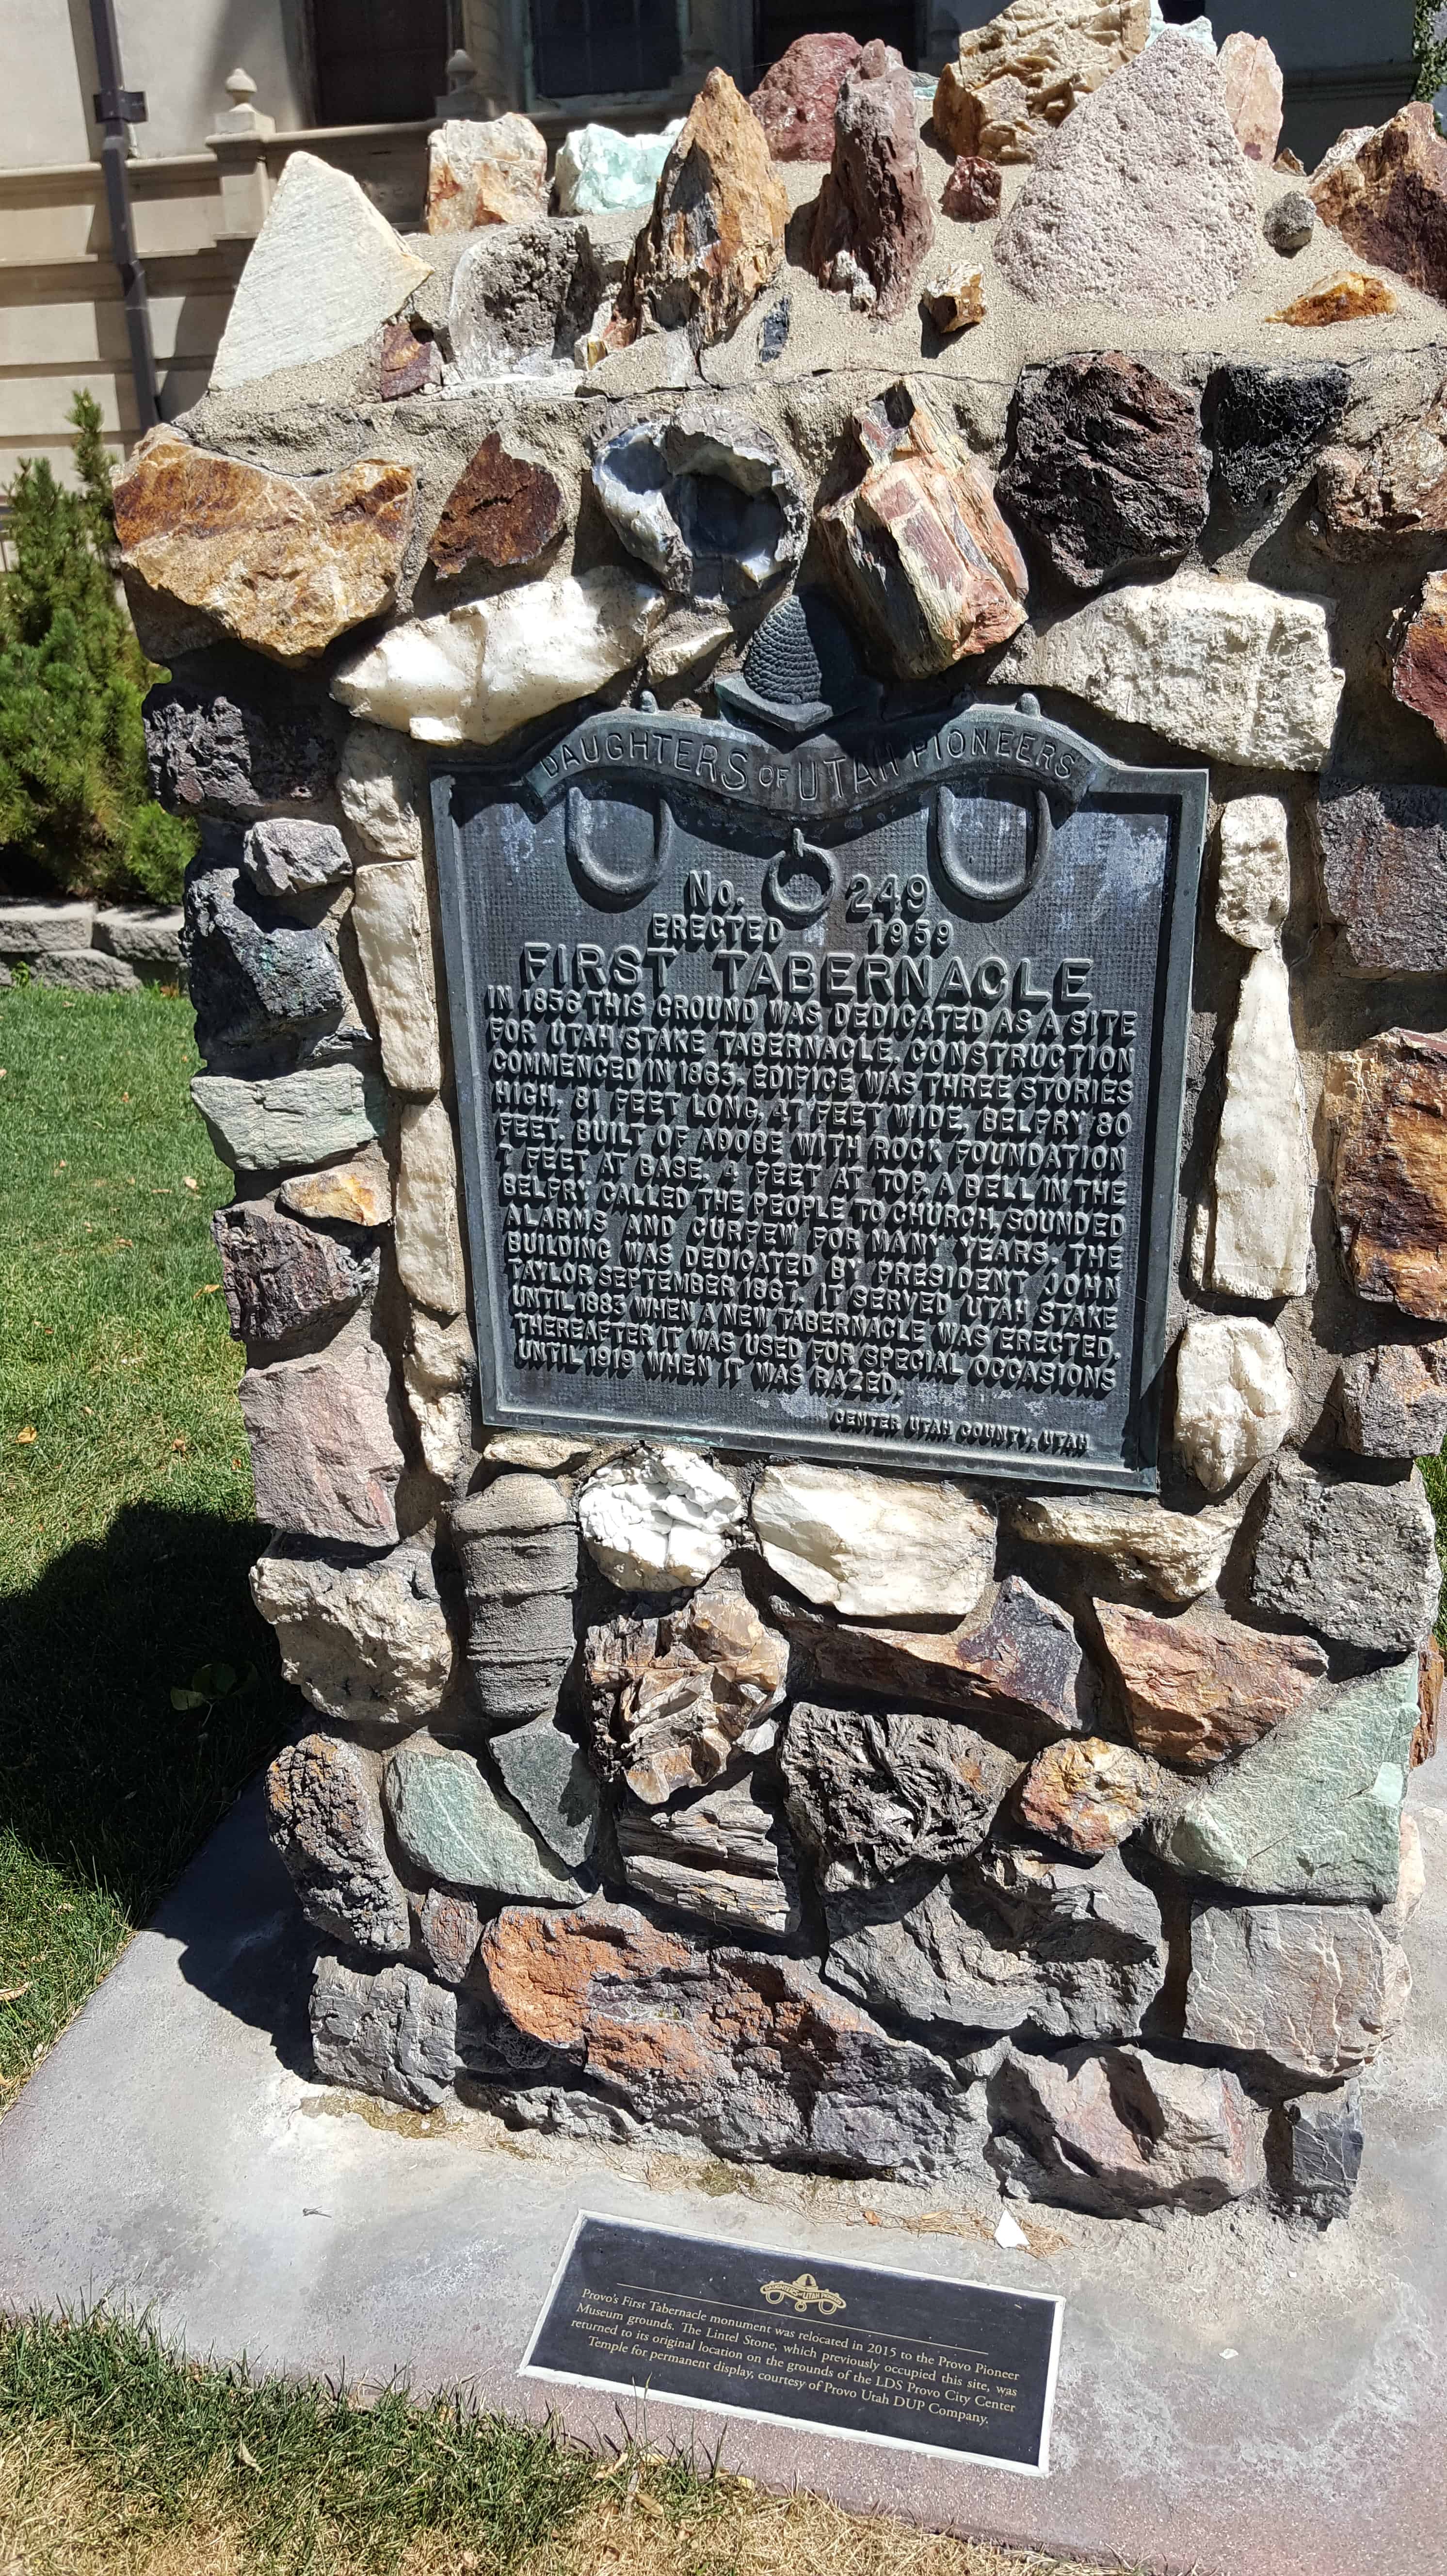 DAUGHTERS OF UTAH PIONEERS
No. 249
ERECTED 1959
FIRST TABERNACLE
IN 1856 THIS GROUND WAS DEDICATED AS A SITE
FOR UTAH STAKE TABERNACLE. CONSTRUCTION
COMMENCED IN 1863. EDIFICE WAS THREE STORIES
HIGH; 81 FEET LONG, 47 FEET WIDE, BELFRY 80
FEET. BUILT OF ADOBE WITH ROCK FOUNDATION
7 FEET AT BASE. 4 FEET AT TOP. A BELL IN THE
BELFRY CALLED THE PEOPLE TO CHURCH, SOUNDED
ALARMS AND CURFEW FOR MANY YEARS. THE
BUILDING WAS DEDICATED BY PRESIDENT JOHN
TAYLOR SEPTEMBER 1867. IT SERVED UTAH STAKE
UNTIL 1883 WHEN A NEW TABERNACLE WAS ERECTED.
THEREAFTER IT WAS USED FOR SPECIAL OCCASIONS
UNTIL 1919 WHEN IT WAS RAZED.
CENTER UTAH COUNTY, UTAH
DAUGHTERS OF UTAH PIONEERS
Provo's First Tabernacle monument was relocated in 2015 to the Provo Pioneer
Museum grounds. The Lintel Stone, which previously occupied this site, was
returned to its original location on the grounds of the LDS Provo City Center
Temple for permanent display, courtesy of Provo Utah DUP Company.